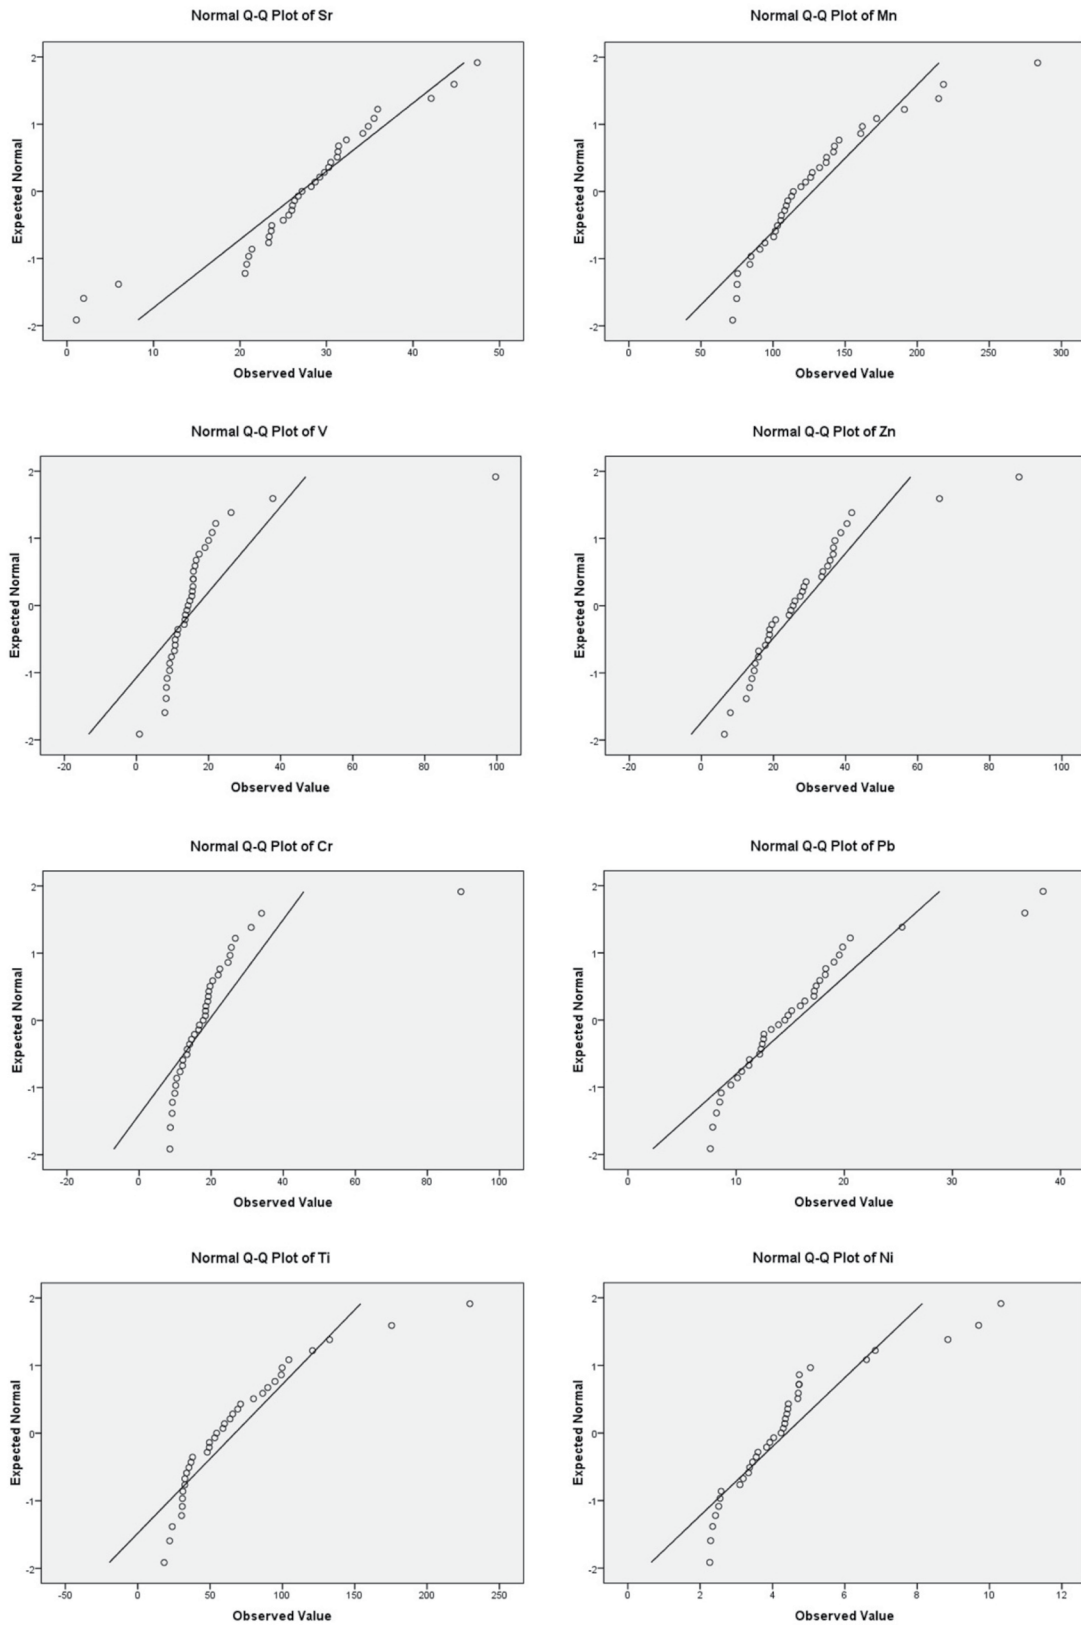 Normal Q-Q Plot of Sr
Expected Normal
2
1
0
-1
-2
0 10 20 30 40 50
Observed Value
Normal Q-Q Plot of Mn
Expected Normal
2
1
0
-1
-2
0 50 100 150 200 250 300
Observed Value
Normal Q-Q Plot of V
Expected Normal
2
1
0
-1
-2
-20 0 20 40 60 80 100
Observed Value
Normal Q-Q Plot of Zn
Expected Normal
2
1
0
-1
-2
-20 0 20 40 60 80 100
Observed Value
Normal Q-Q Plot of Cr
Expected Normal
2
1
0
-1
-2
-20 0 20 40 60 80 100
Observed Value
Normal Q-Q Plot of Pb
Expected Normal
2
1
0
-1
-2
0 10 20 30 40
Observed Value
Normal Q-Q Plot of Ti
Expected Normal
2
1
0
-1
-2
-50 0 50 100 150 200 250
Observed Value
Normal Q-Q Plot of Ni
Expected Normal
2
1
0
-1
-2
0 2 4 6 8 10 12
Observed Value